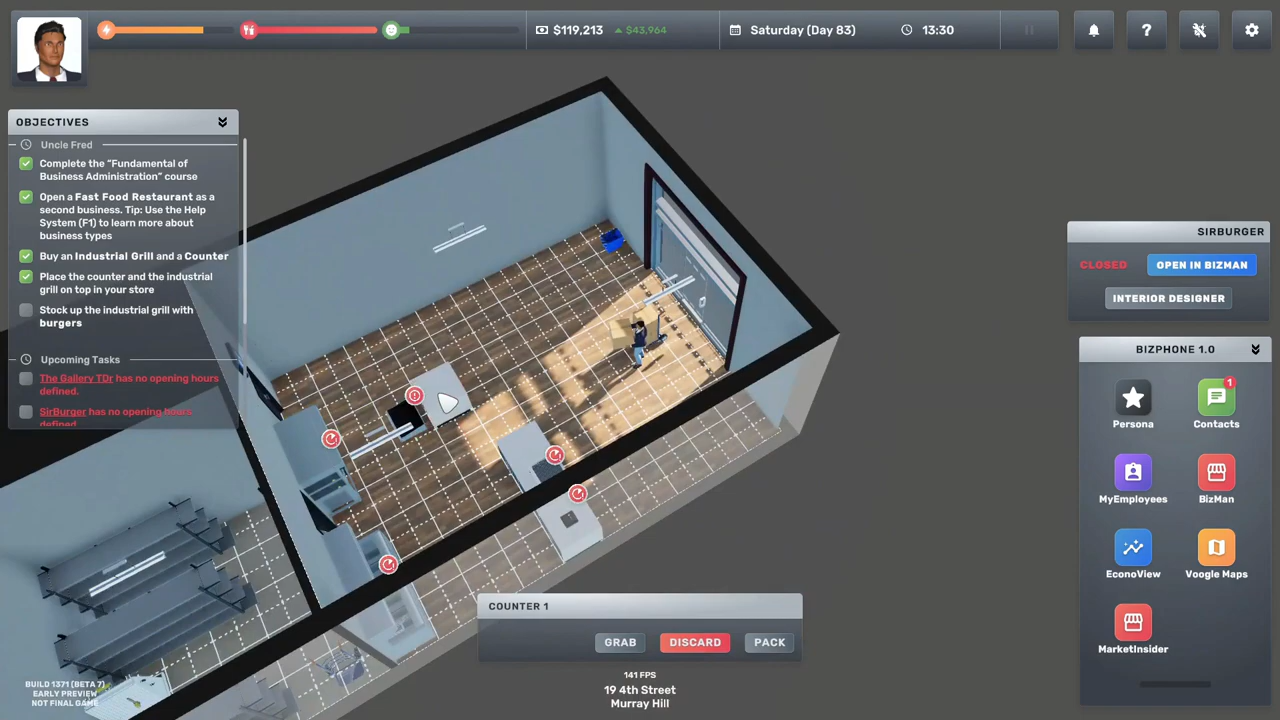 $119,213
$43,964
Saturday (Day 83)
13:30
?
OBJECTIVES
Uncle Fred
Complete the "Fundamental of
Business Administration" course
Open a Fast Food Restaurant as a
second business. Tip: Use the Help
System (F1) to learn more about
business types
Buy an Industrial Grill and a Counter
Place the counter and the industrial
grill on top in your store
Stock up the industrial grill with
burgers
Upcoming Tasks
The Gallery TDr has no opening hours
defined.
SirBurger has no opening hours
defined.
SIRBURGER
CLOSED
OPEN IN BIZMAN
INTERIOR DESIGNER
BIZPHONE 1.0
1
Persona
Contacts
MyEmployees
BizMan
EconoView
Voogle Maps
MarketInsider
COUNTER 1
GRAB
DISCARD
PACK
141 FPS
19 4th Street
Murray Hill
BUILD 1371 (BETA 7)
EARLY PREVIEW
NOT FINAL GAME